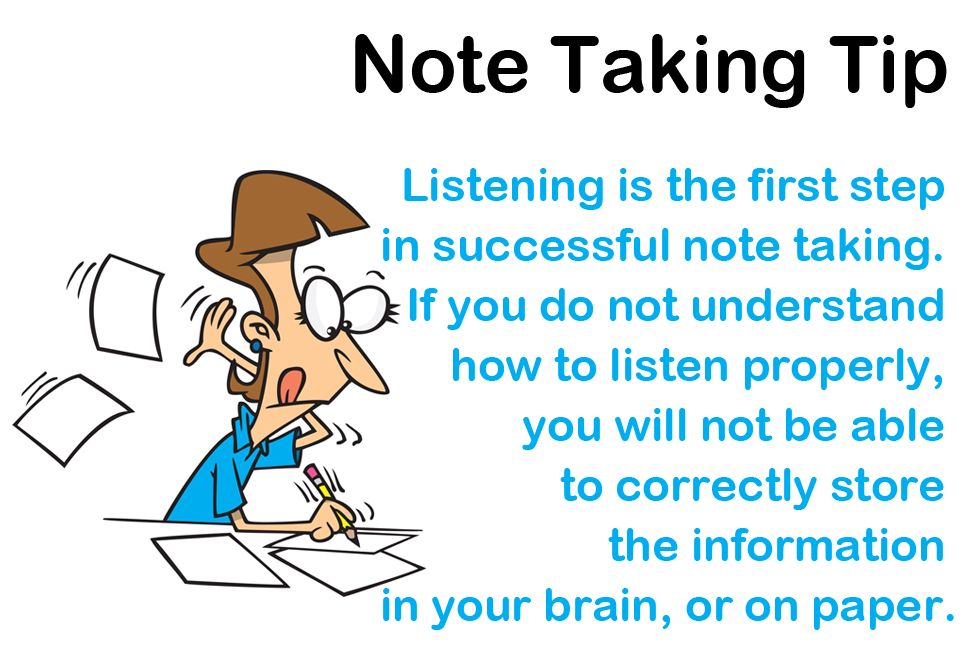 Note Taking Tip
Listening is the first step
in successful note taking.
If you do not understand
how to listen properly,
you will not be able
to correctly store
the information
in your brain, or on paper.